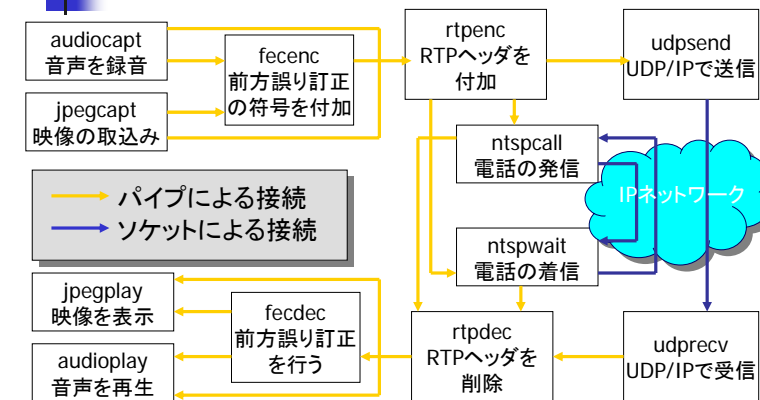 audiocapt
音声を録音
jpegcapt
映像の取込み
fecenc
前方誤り訂正
の符号を付加
rtpenc
RTPヘッダを
付加
udpsend
UDP/IPで送信
ntspcall
電話の発信
IPネットワーク
パイプによる接続
ソケットによる接続
ntspwait
電話の着信
jpegplay
映像を表示
audioplay
音声を再生
fecdec
前方誤り訂正
を行う
rtpdec
RTPヘッダを
削除
udprecv
UDP/IPで受信